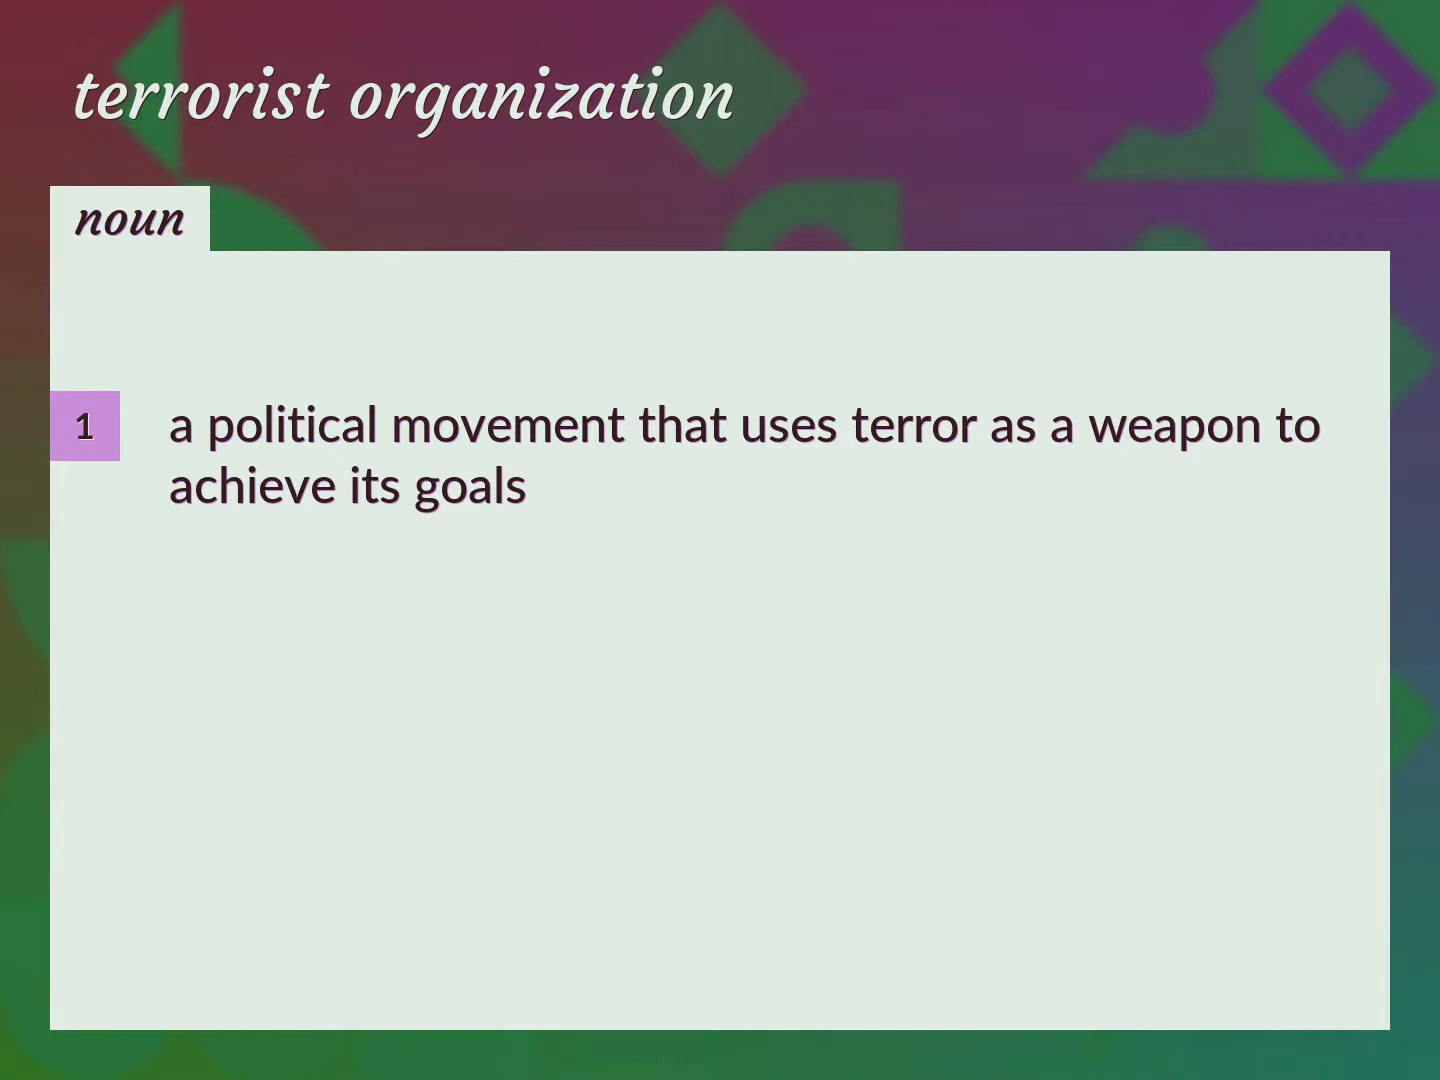 terrorist organization
noun
1
a political movement that uses terror as a weapon to
achieve its goals